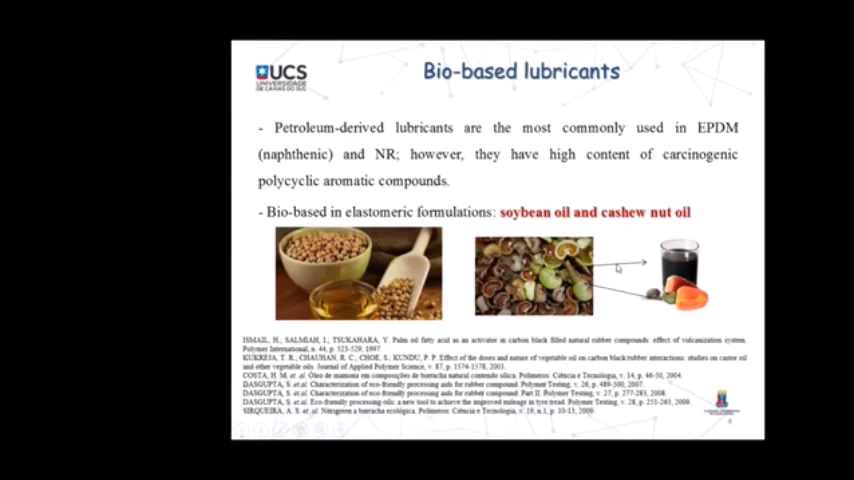 UCS
UNIVERSIDADE
DE CAXIAS DO SUL
Bio-based lubricants
- Petroleum-derived lubricants are the most commonly used in EPDM
(naphthenic) and NR; however, they have high content of carcinogenic
polycyclic aromatic compounds.
- Bio-based in elastomeric formulations: soybean oil and cashew nut oil
ISMAIL, H.; SALMIAH, I.; TSUKAHARA, Y. Palm oil fatty acid as an activator in carbon black filled natural rubber compounds. effect of vulcanization system.
Polymer International, n. 44, p. 523-529, 1997.
KUKREJA, T. R.; CHAUHAN, R. C.; CHOE, S.; KUNDU, P. P. Effect of the doses and nature of vegetable oil on carbon black/rubber interactions: studies on castor oil
and other vegetable oils. Journal of Applied Polymer Science, v. 87, p. 1574-1578, 2003.
COSTA, H. M. et. al. Óleo de mamona em composições de borracha natural contendo sílica. Polímeros: Ciência e Tecnologia, v. 14, p. 46-50, 2004.
DASGUPTA, S. et.al. Characterization of eco-friendly processing aids for rubber compound. Polymer Testing, v. 26, p. 489-500, 2007.
DASGUPTA, S. et.al. Characterization of eco-friendly processing aids for rubber compound: Part II. Polymer Testing, v. 27, p. 277-283, 2008.
DASGUPTA, S. et.al. Eco-friendly processing oils: a new tool to achieve the improved mileage in tyre tread. Polymer Testing, v. 28, p. 251-263, 2009.
SIRQUEIRA, A. S. et. al. Nitrigreen a borracha ecológica. Polímeros: Ciência e Tecnologia, v. 19, n.1, p. 10-13, 2009.